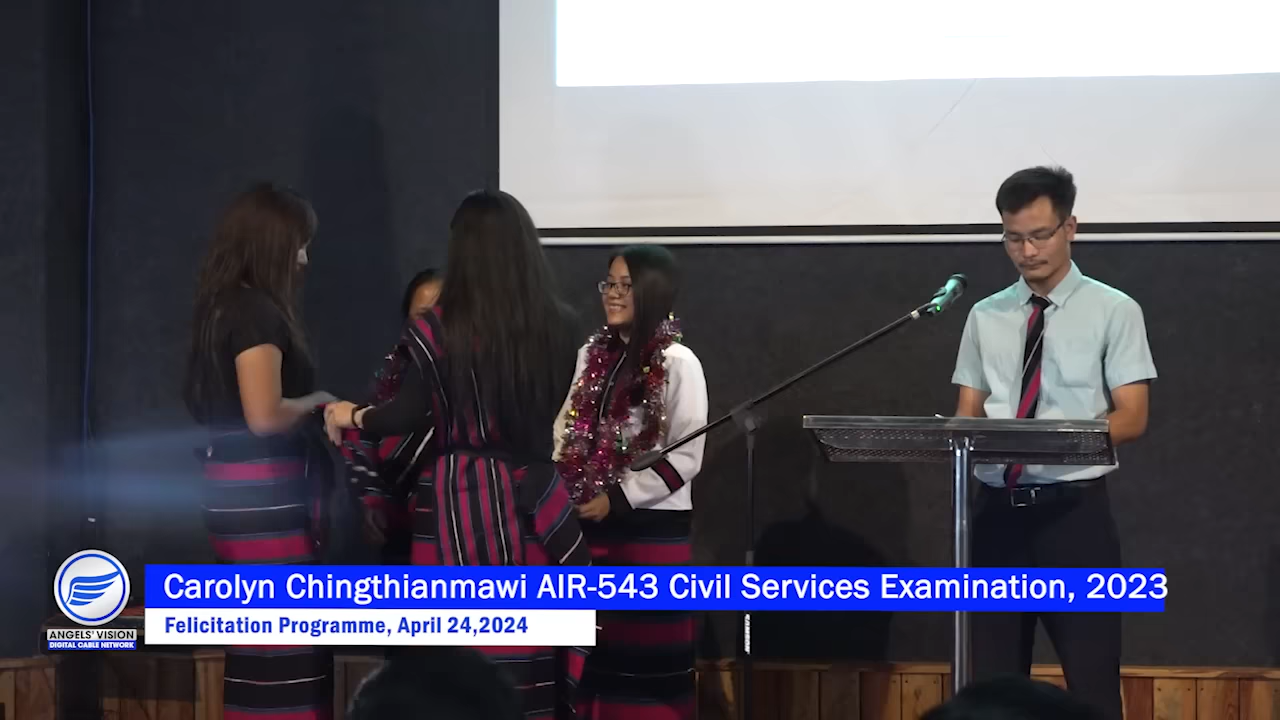 Carolyn Chingthianmawi AIR-543 Civil Services Examination, 2023
Felicitation Programme, April 24,2024
ANGELS' VISION
DIGITAL CABLE NETWORK